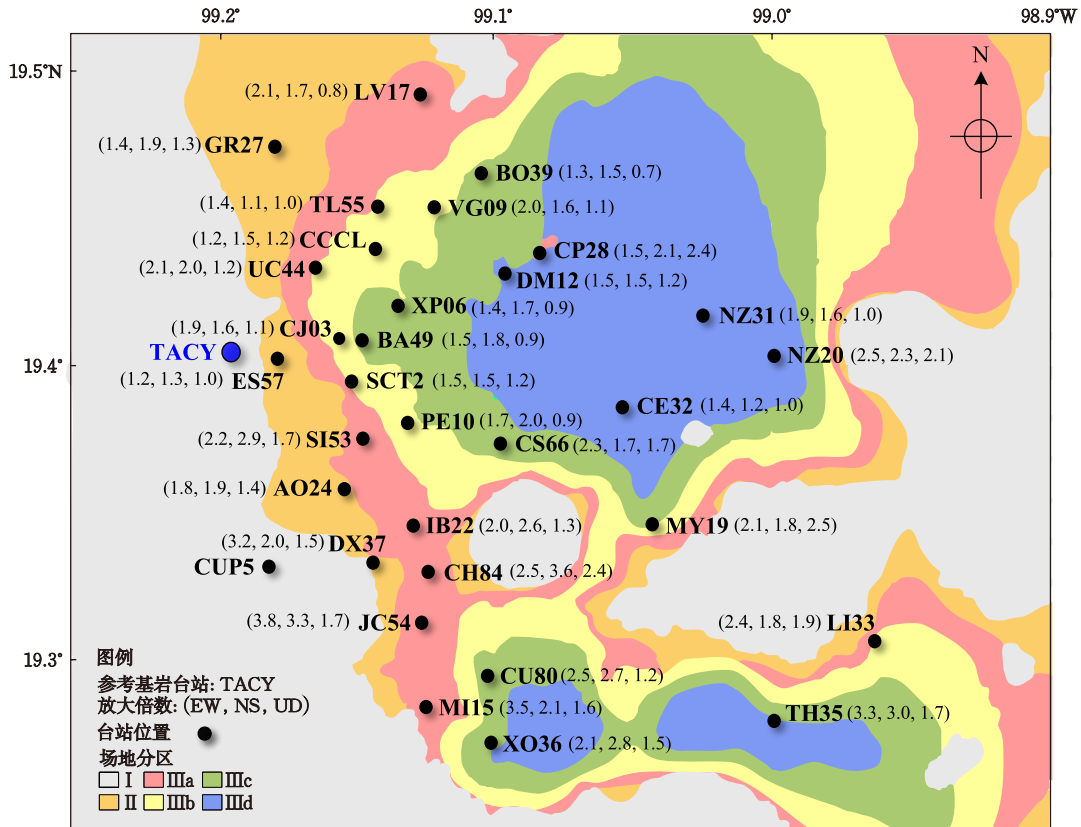 99.2° 99.1° 99.0° 98.9°W
19.5°N
N
(2.1, 1.7, 0.8) LV17
(1.4, 1.9, 1.3) GR27
BO39 (1.3, 1.5, 0.7)
(1.4, 1.1, 1.0) TL55
VG09 (2.0, 1.6, 1.1)
(1.2, 1.5, 1.2) CCCL
CP28 (1.5, 2.1, 2.4)
(2.1, 2.0, 1.2) UC44
DM12 (1.5, 1.5, 1.2)
XP06 (1.4, 1.7, 0.9)
NZ31 (1.9, 1.6, 1.0)
(1.9, 1.6, 1.1) CJ03
BA49 (1.5, 1.8, 0.9)
TACY
NZ20 (2.5, 2.3, 2.1)
19.4°
(1.2, 1.3, 1.0) ES57
SCT2 (1.5, 1.5, 1.2)
CE32 (1.4, 1.2, 1.0)
PE10 (1.7, 2.0, 0.9)
(2.2, 2.9, 1.7) SI53
CS66 (2.3, 1.7, 1.7)
(1.8, 1.9, 1.4) AO24
IB22 (2.0, 2.6, 1.3)
MY19 (2.1, 1.8, 2.5)
(3.2, 2.0, 1.5) DX37
CUP5
CH84 (2.5, 3.6, 2.4)
(3.8, 3.3, 1.7) JC54
(2.4, 1.8, 1.9) LI33
19.3°
CU80 (2.5, 2.7, 1.2)
MI15 (3.5, 2.1, 1.6)
TH35 (3.3, 3.0, 1.7)
XO36 (2.1, 2.8, 1.5)
图例
参考基岩台站: TACY
放大倍数: (EW, NS, UD)
台站位置
场地分区
I IIIa IIIc
II IIIb IIId